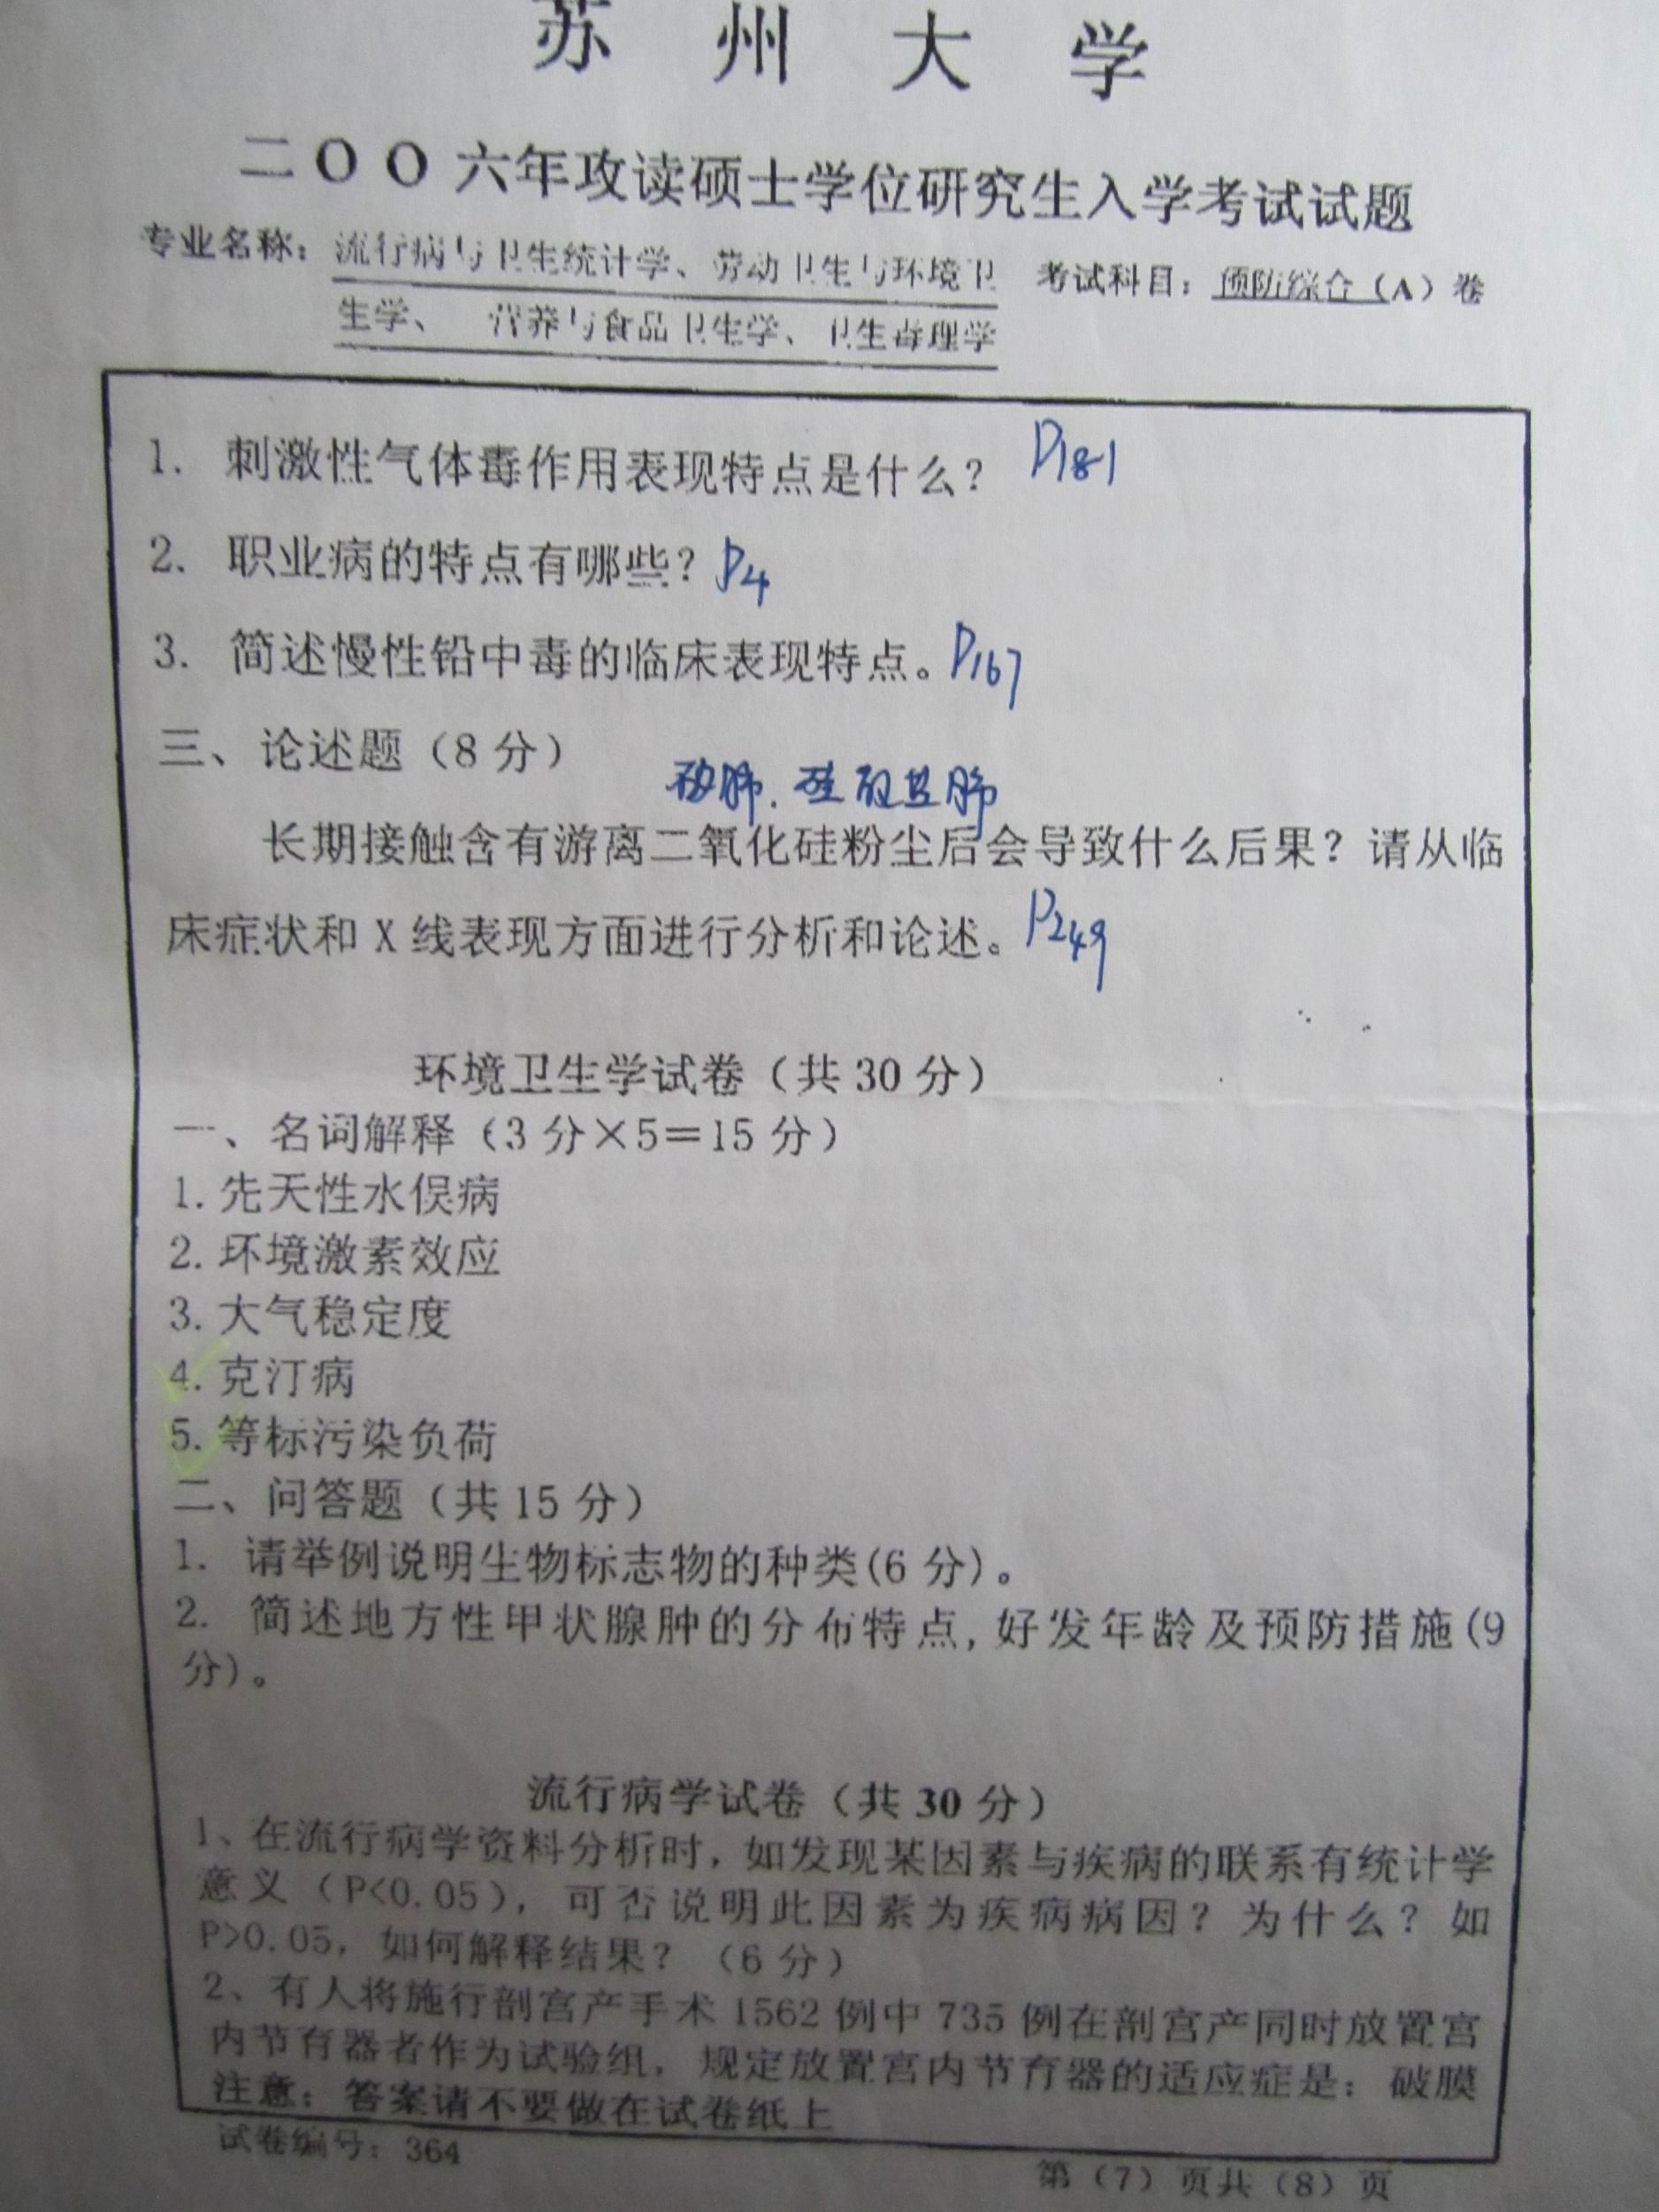 苏州大学
二〇〇六年攻读硕士学位研究生入学考试试题
专业名称：流行病与卫生统计学、劳动卫生与环境卫 考试科目：预防综合（A）卷
生学、 营养与食品卫生学、卫生毒理学
1. 刺激性气体毒作用表现特点是什么？ P181
2. 职业病的特点有哪些？ P4
3. 简述慢性铅中毒的临床表现特点。P167
三、论述题（8 分）
矽肺. 硅酸盐肺
长期接触含有游离二氧化硅粉尘后会导致什么后果？请从临
床症状和 X 线表现方面进行分析和论述。P249
环境卫生学试卷（共 30 分）
一、名词解释（3 分×5＝15 分）
1. 先天性水俣病
2. 环境激素效应
3. 大气稳定度
4. 克汀病
5. 等标污染负荷
二、问答题（共 15 分）
1. 请举例说明生物标志物的种类(6 分)。
2. 简述地方性甲状腺肿的分布特点, 好发年龄及预防措施(9
分)。
流行病学试卷（共 30 分）
1、在流行病学资料分析时，如发现某因素与疾病的联系有统计学
意义（P<0.05），可否说明此因素为疾病病因？为什么？如
P>0.05，如何解释结果？（6 分）
2、有人将施行剖宫产手术 1562 例中 735 例在剖宫产同时放置宫
内节育器者作为试验组，规定放置宫内节育器的适应症是：破膜
注意：答案请不要做在试卷纸上
试卷编号：364
第（7）页共（8）页